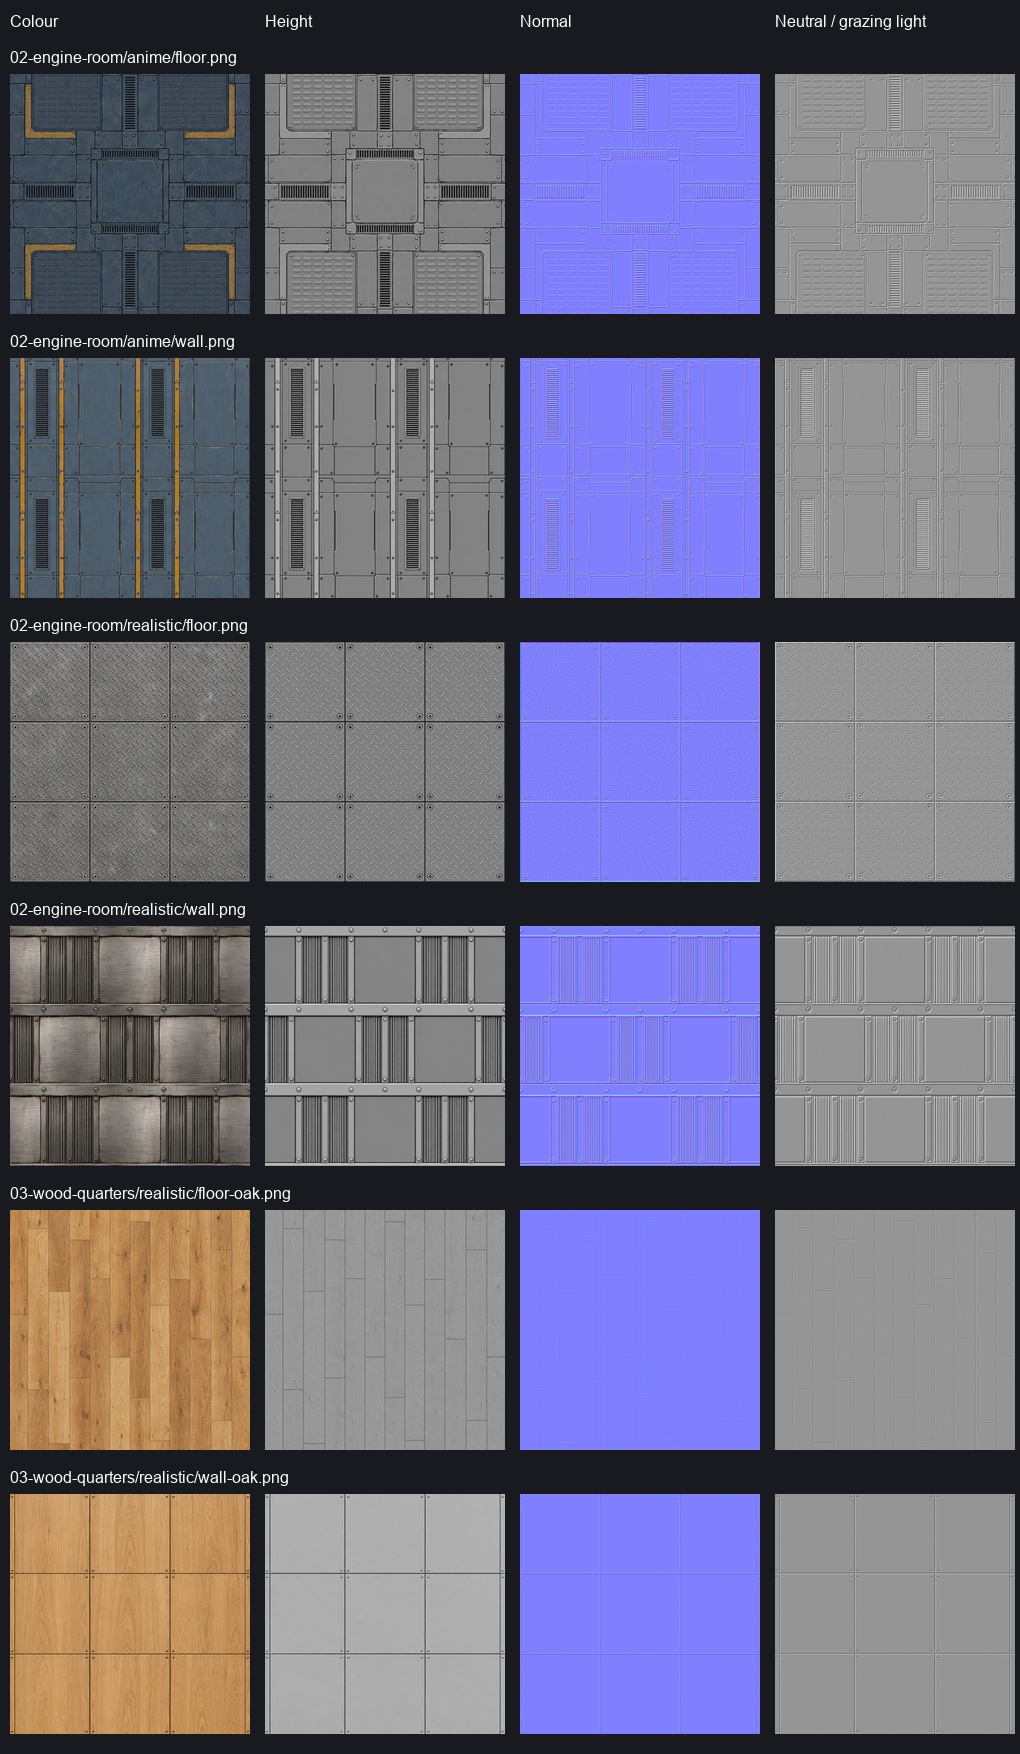 Colour Height Normal Neutral / grazing light
02-engine-room/anime/floor.png
02-engine-room/anime/wall.png
02-engine-room/realistic/floor.png
02-engine-room/realistic/wall.png
03-wood-quarters/realistic/floor-oak.png
03-wood-quarters/realistic/wall-oak.png